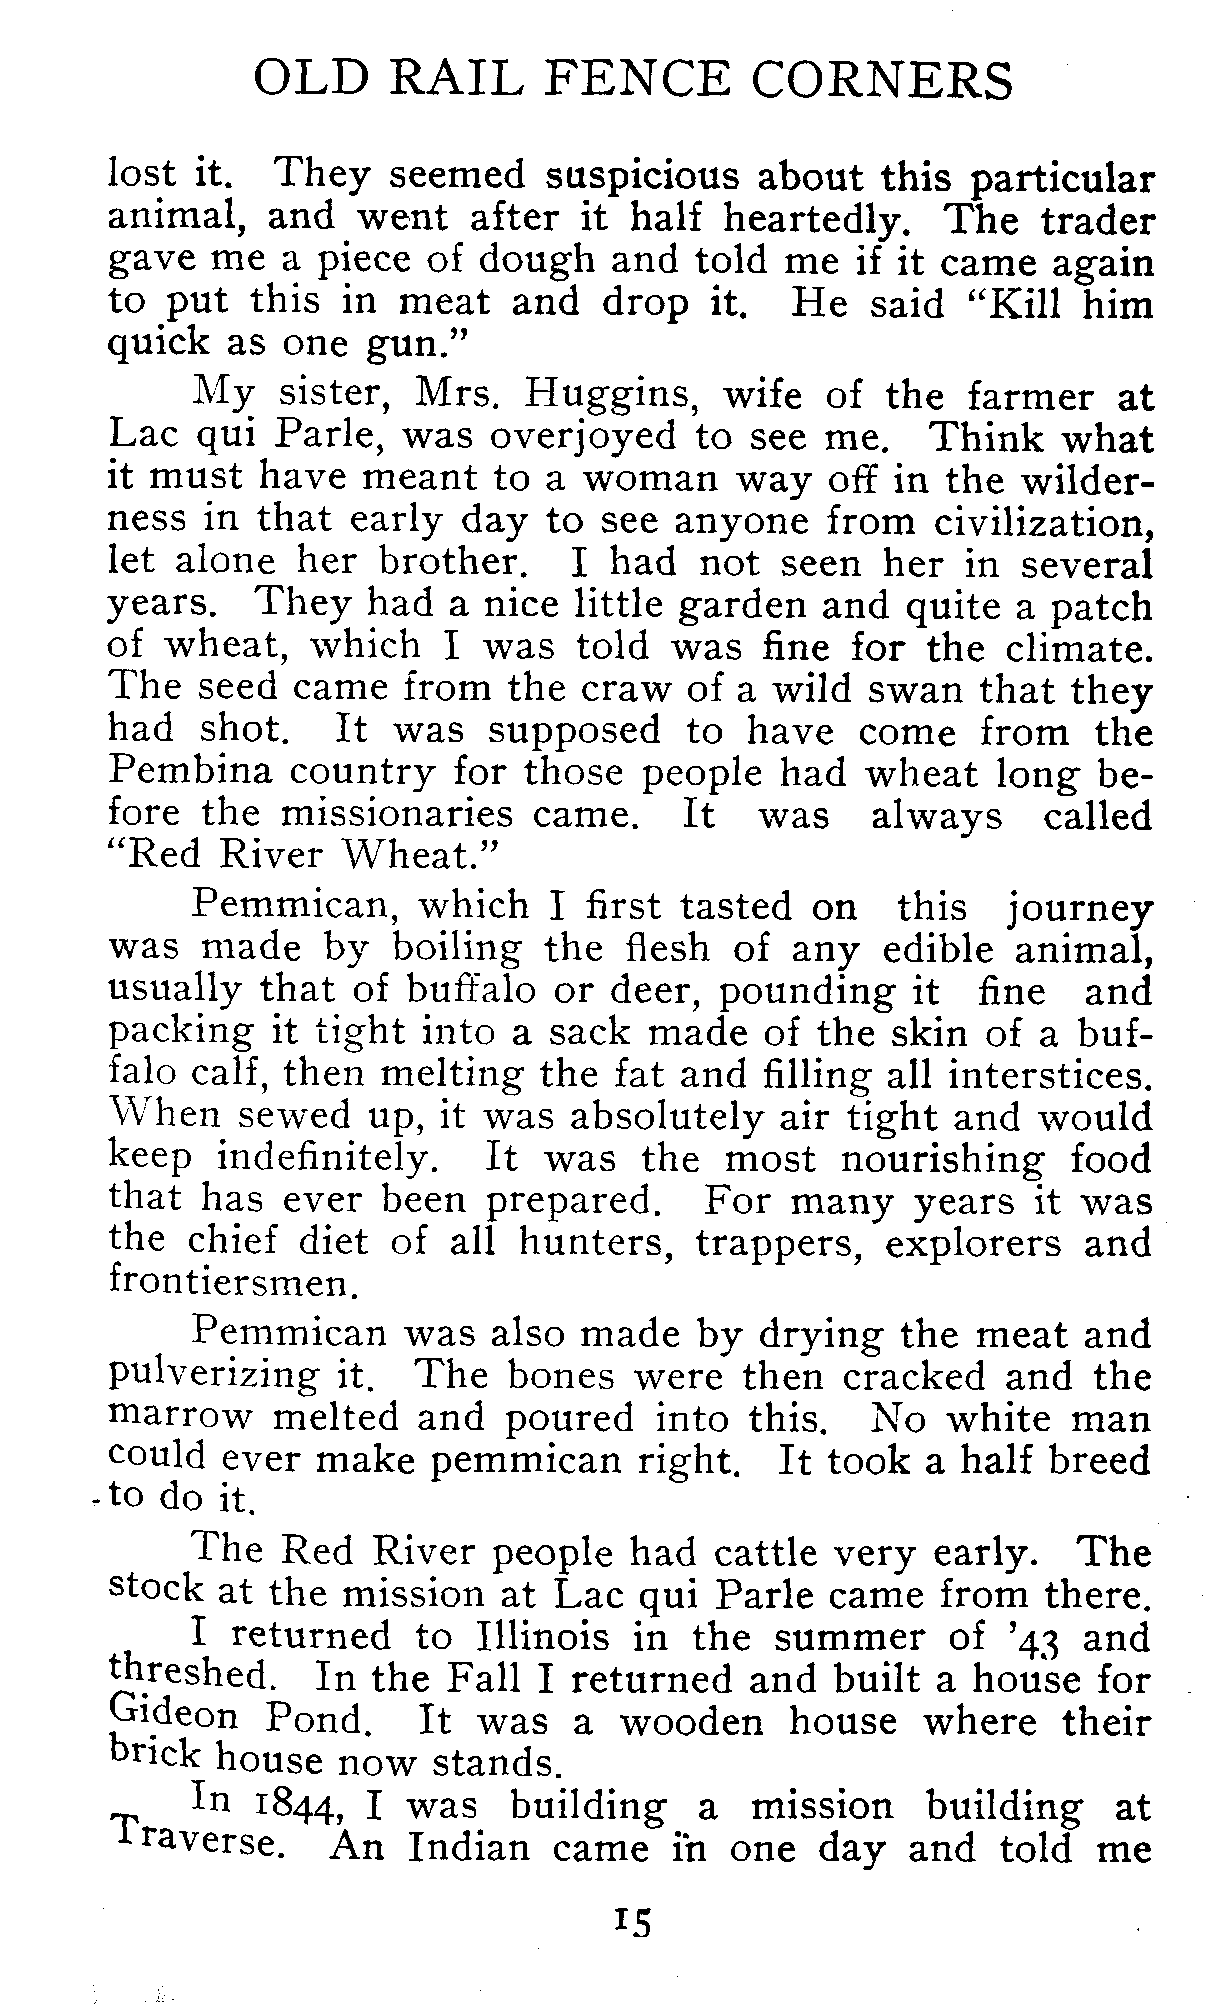 OLD RAIL FENCE CORNERS
lost it. They seemed suspicious about this particular
animal, and went after it half heartedly. The trader
gave me a piece of dough and told me if it came again
to put this in meat and drop it. He said “Kill him
quick as one gun.”
My sister, Mrs. Huggins, wife of the farmer at
Lac qui Parle, was overjoyed to see me. Think what
it must have meant to a woman way off in the wilder-
ness in that early day to see anyone from civilization,
let alone her brother. I had not seen her in several
years. They had a nice little garden and quite a patch
of wheat, which I was told was fine for the climate.
The seed came from the craw of a wild swan that they
had shot. It was supposed to have come from the
Pembina country for those people had wheat long be-
fore the missionaries came. It was always called
“Red River Wheat.”
Pemmican, which I first tasted on this journey
was made by boiling the flesh of any edible animal,
usually that of buffalo or deer, pounding it fine and
packing it tight into a sack made of the skin of a buf-
falo calf, then melting the fat and filling all interstices.
When sewed up, it was absolutely air tight and would
keep indefinitely. It was the most nourishing food
that has ever been prepared. For many years it was
the chief diet of all hunters, trappers, explorers and
frontiersmen.
Pemmican was also made by drying the meat and
pulverizing it. The bones were then cracked and the
marrow melted and poured into this. No white man
could ever make pemmican right. It took a half breed
to do it.
The Red River people had cattle very early. The
stock at the mission at Lac qui Parle came from there.
I returned to Illinois in the summer of ’43 and
threshed. In the Fall I returned and built a house for
Gideon Pond. It was a wooden house where their
brick house now stands.
In 1844, I was building a mission building at
Traverse. An Indian came in one day and told me
15